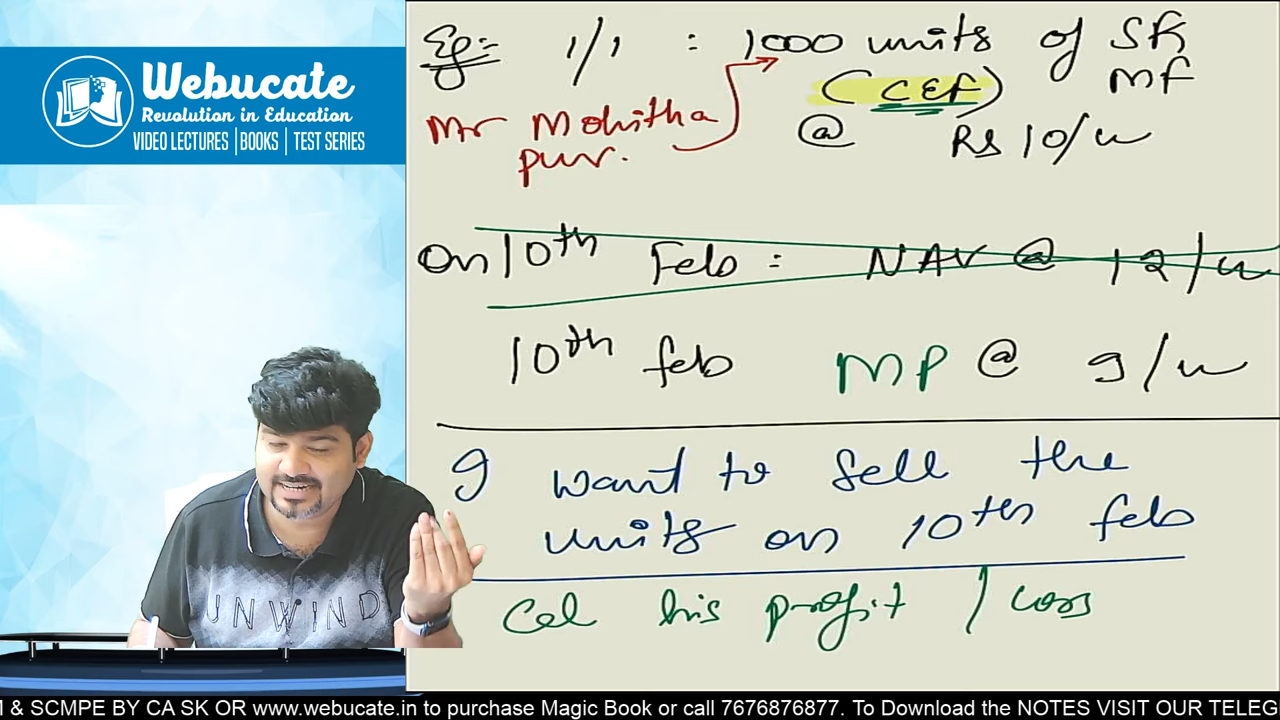 Webucate
Revolution in Education
VIDEO LECTURES | BOOKS | TEST SERIES
Eg:- 1/1 : 1000 units of SK MF
(CEF)
@ Rs 10/u
Mr Mohitha
pur.
On 10th Feb : NAV @ 12/u
10th feb MP @ 9/u
I want to sell the
units on 10th feb
Cal his profit / loss
UNWIND
M & SCMPE BY CA SK OR www.webucate.in to purchase Magic Book or call 7676876877. To Download the NOTES VISIT OUR TELEG